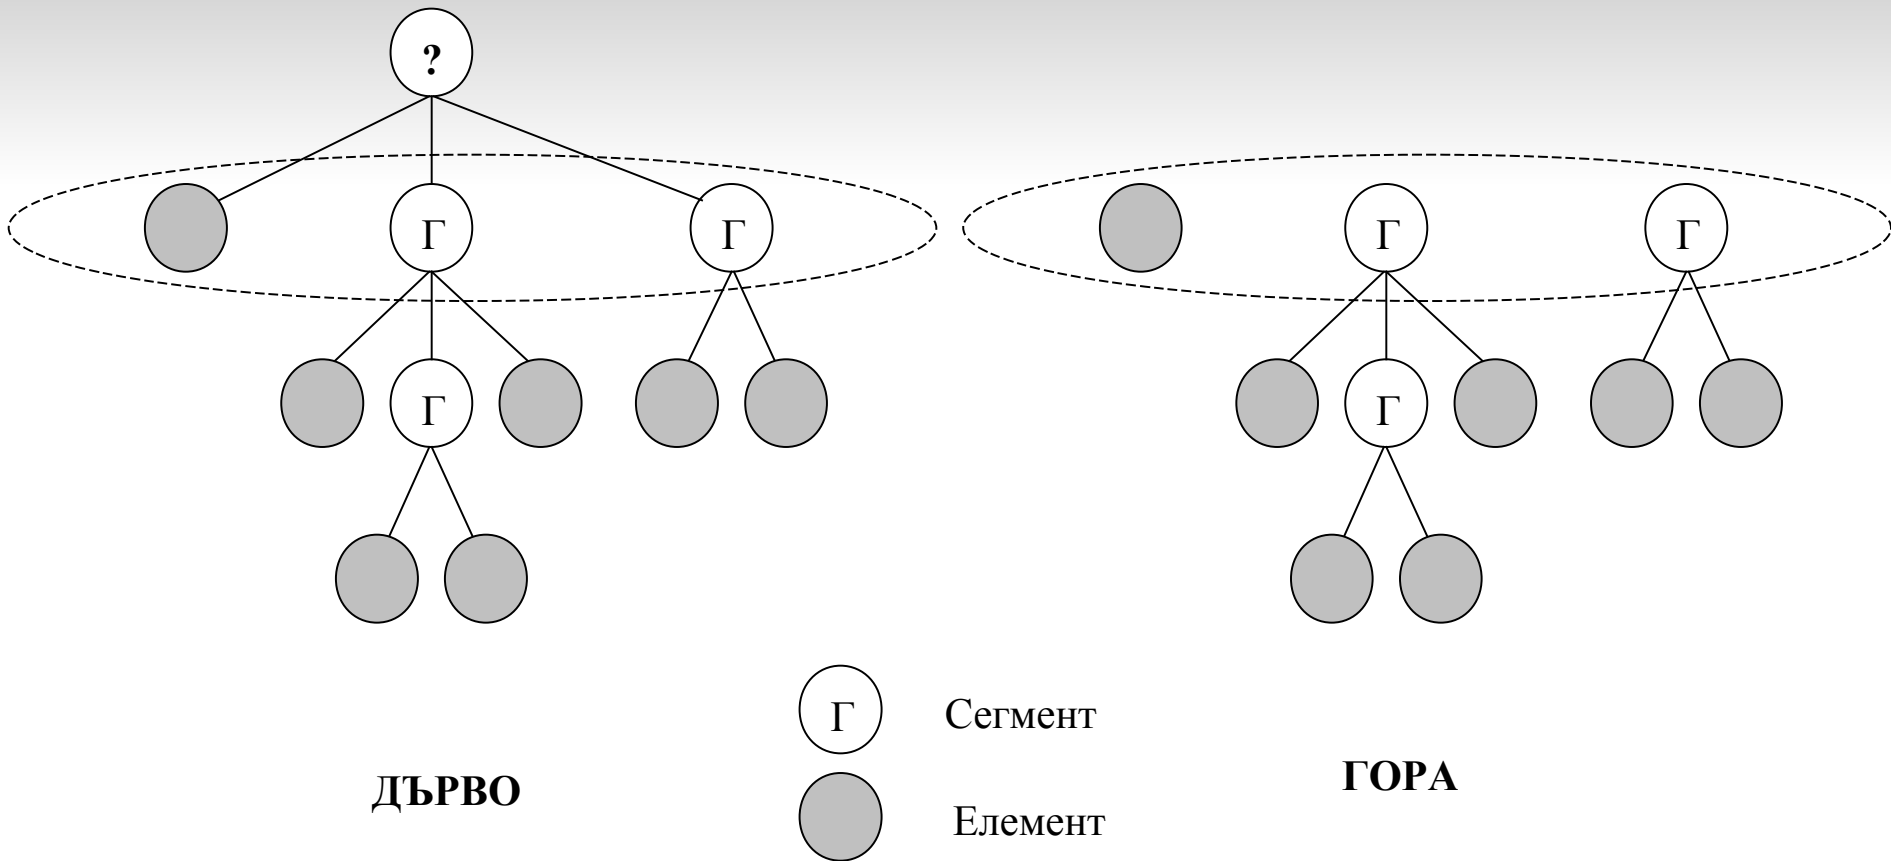 ?
Г Г Г Г
Г Г
Г Сегмент
ДЪРВО ГОРА
Елемент